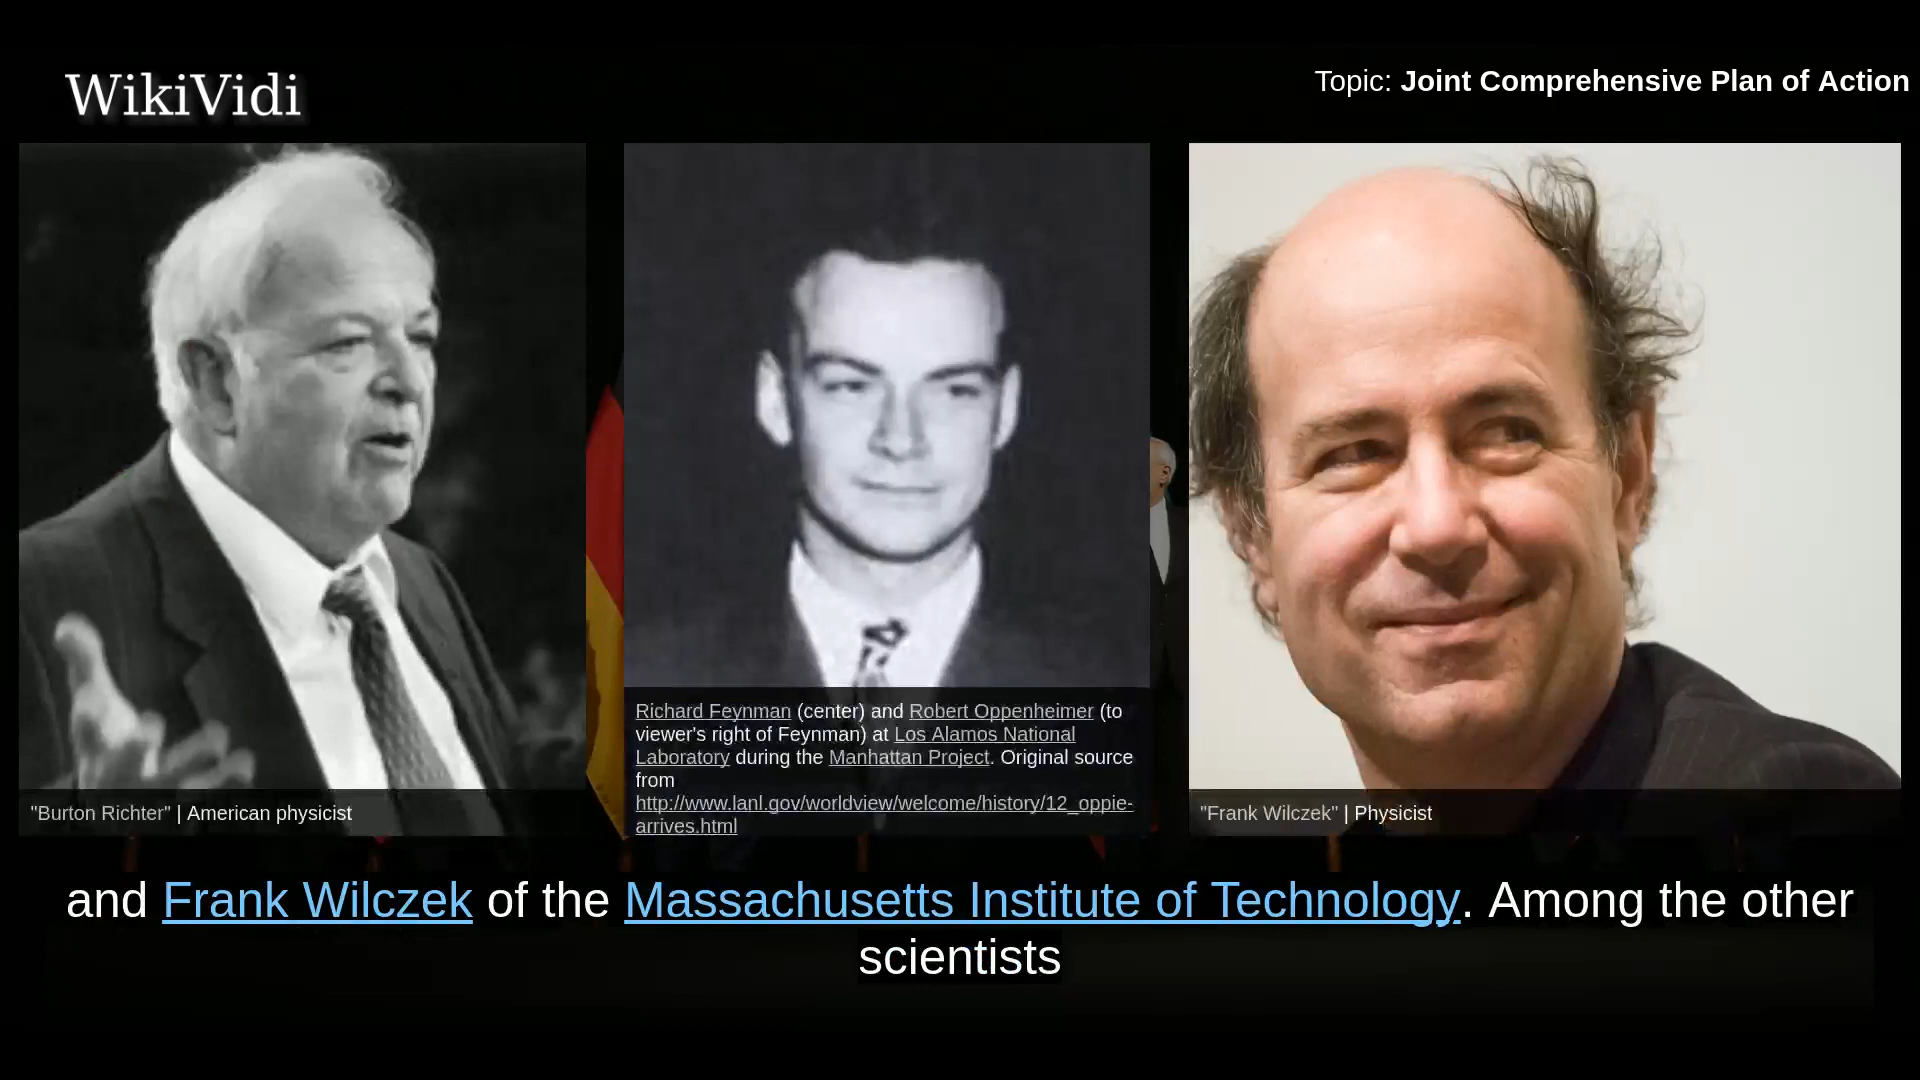 WikiVidi
Topic: Joint Comprehensive Plan of Action
"Burton Richter" | American physicist
Richard Feynman (center) and Robert Oppenheimer (to
viewer's right of Feynman) at Los Alamos National
Laboratory during the Manhattan Project. Original source
from
http://www.lanl.gov/worldview/welcome/history/12_oppie-
arrives.html
"Frank Wilczek" | Physicist
and Frank Wilczek of the Massachusetts Institute of Technology. Among the other
scientists